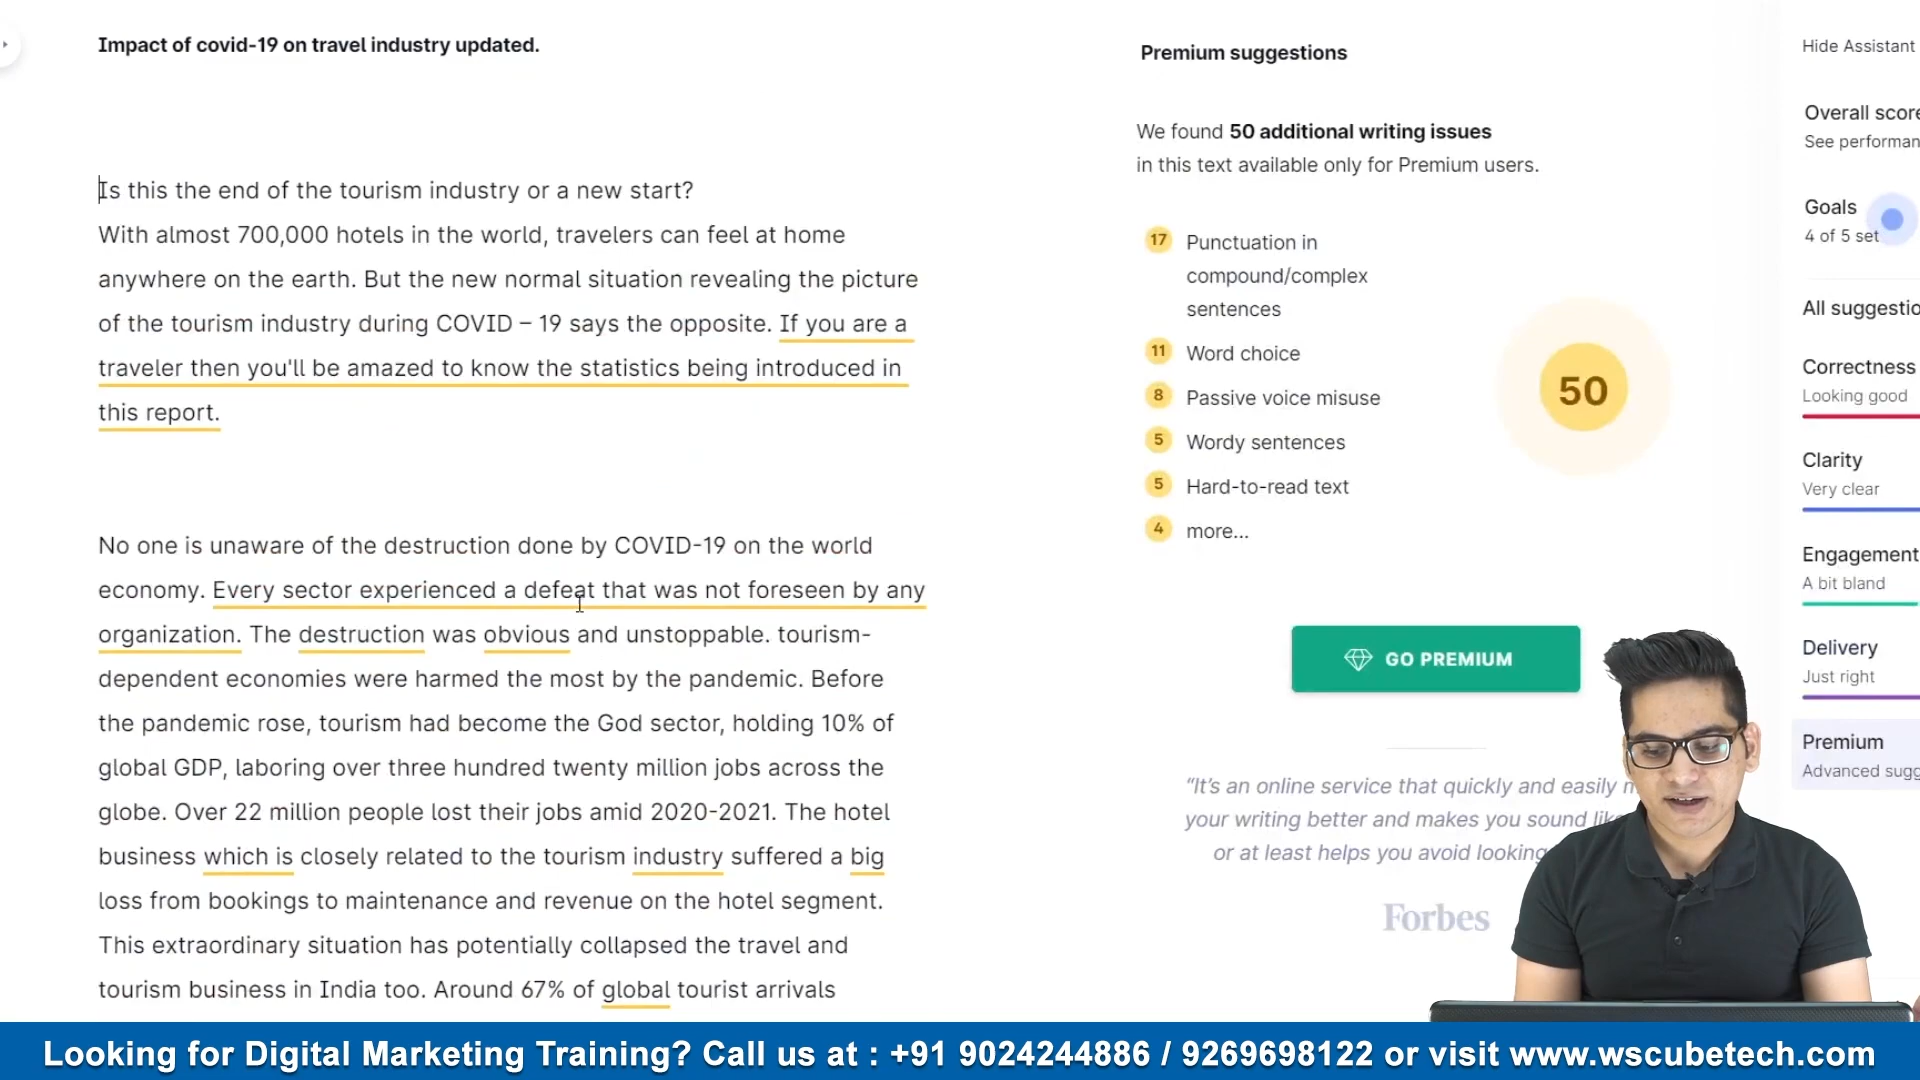 Impact of covid-19 on travel industry updated.
Is this the end of the tourism industry or a new start?
With almost 700,000 hotels in the world, travelers can feel at home
anywhere on the earth. But the new normal situation revealing the picture
of the tourism industry during COVID – 19 says the opposite. If you are a
traveler then you'll be amazed to know the statistics being introduced in
this report.
No one is unaware of the destruction done by COVID-19 on the world
economy. Every sector experienced a defeat that was not foreseen by any
organization. The destruction was obvious and unstoppable. tourism-
dependent economies were harmed the most by the pandemic. Before
the pandemic rose, tourism had become the God sector, holding 10% of
global GDP, laboring over three hundred twenty million jobs across the
globe. Over 22 million people lost their jobs amid 2020-2021. The hotel
business which is closely related to the tourism industry suffered a big
loss from bookings to maintenance and revenue on the hotel segment.
This extraordinary situation has potentially collapsed the travel and
tourism business in India too. Around 67% of global tourist arrivals
Premium suggestions
We found 50 additional writing issues
in this text available only for Premium users.
17 Punctuation in
compound/complex
sentences
11 Word choice
8 Passive voice misuse
5 Wordy sentences
5 Hard-to-read text
4 more...
50
GO PREMIUM
“It's an online service that quickly and easily
your writing better and makes you sound
or at least helps you avoid looking
Forbes
Hide Assistant
Overall score
See
Goals
4 of 5 set
All
Correctness
Looking good
Clarity
Very clear
Engagement
A bit bland
Delivery
Just right
Premium
Advanced
Looking for Digital Marketing Training? Call us at : +91 9024244886 / 9269698122 or visit www.wscubetech.com